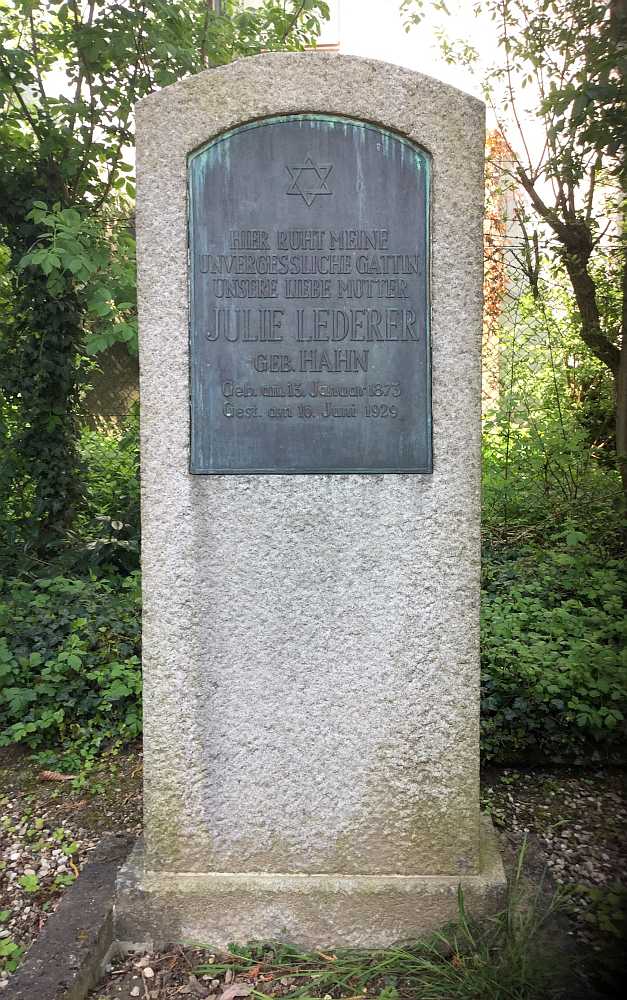 HIER RUHT MEINE
UNVERGESSLICHE GATTIN,
UNSERE LIEBE MUTTER
JULIE LEDERER
GEB. HAHN
Geb. am 13. Januar 1873
Gest. am 16. Juni 1929